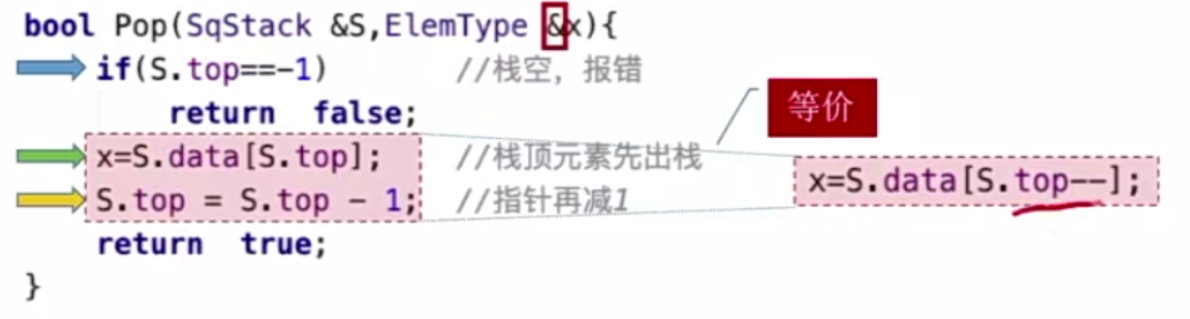 bool Pop(SqStack &S,ElemType &x){
if(S.top==-1) //栈空，报错
return false;
等价
x=S.data[S.top]; //栈顶元素先出栈
x=S.data[S.top--];
S.top = S.top - 1; //指针再减1
return true;
}